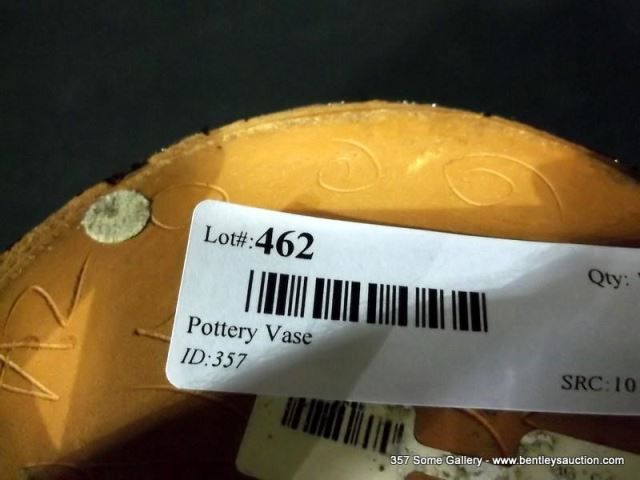 Lot#:462
Qty:
Pottery Vase
ID:357
SRC:10
357 Some Gallery - www.bentleysauction.com